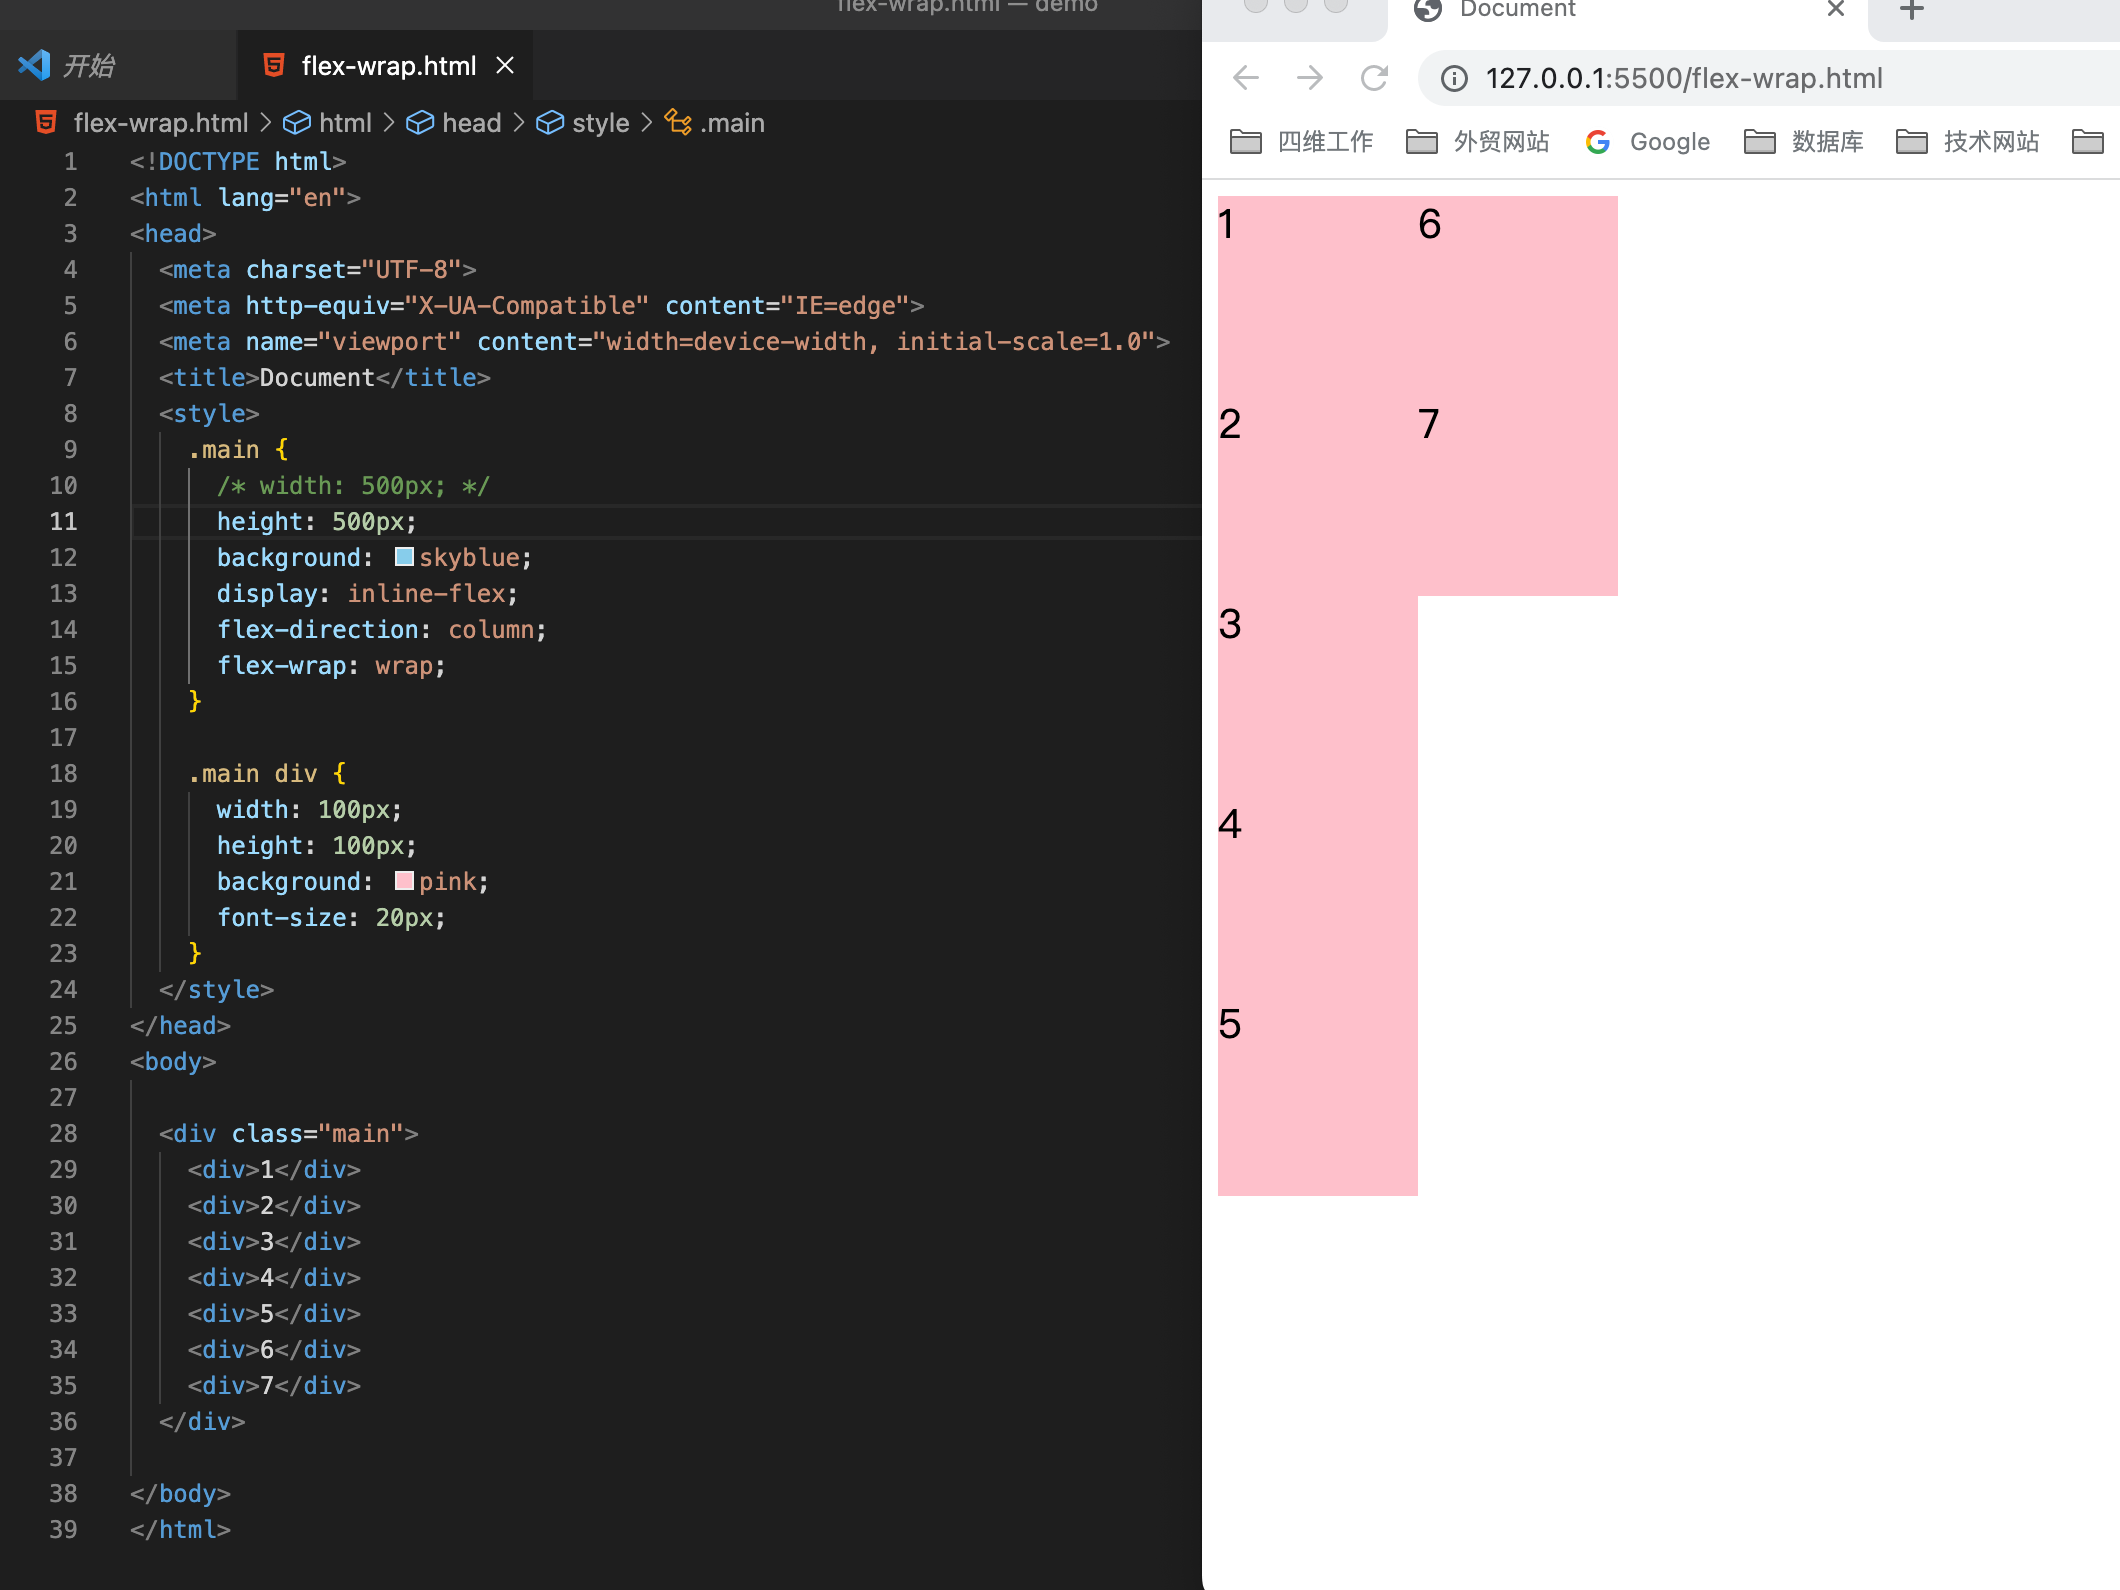 flex-wrap.html — demo
开始
flex-wrap.html
flex-wrap.html > html > head > style > .main
1 <!DOCTYPE html>
2 <html lang="en">
3 <head>
4 <meta charset="UTF-8">
5 <meta http-equiv="X-UA-Compatible" content="IE=edge">
6 <meta name="viewport" content="width=device-width, initial-scale=1.0">
7 <title>Document</title>
8 <style>
9 .main {
10 /* width: 500px; */
11 height: 500px;
12 background: skyblue;
13 display: inline-flex;
14 flex-direction: column;
15 flex-wrap: wrap;
16 }
17
18 .main div {
19 width: 100px;
20 height: 100px;
21 background: pink;
22 font-size: 20px;
23 }
24 </style>
25 </head>
26 <body>
27
28 <div class="main">
29 <div>1</div>
30 <div>2</div>
31 <div>3</div>
32 <div>4</div>
33 <div>5</div>
34 <div>6</div>
35 <div>7</div>
36 </div>
37
38 </body>
39 </html>
Document
127.0.0.1:5500/flex-wrap.html
四维工作 外贸网站 Google 数据库 技术网站
1 6
2 7
3
4
5